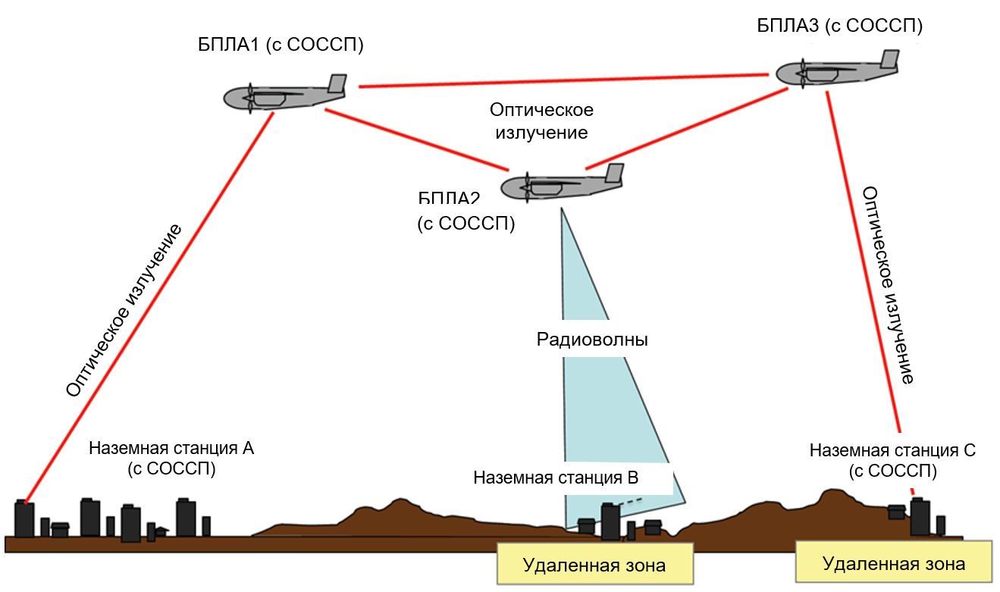 БПЛА1 (с СОССП)
БПЛА3 (с СОССП)
Оптическое
излучение
БПЛА2
(с СОССП)
Оптическое излучение
Оптическое излучение
Радиоволны
Наземная станция A
(с СОССП)
Наземная станция B
Наземная станция C
(с СОССП)
Удаленная зона
Удаленная зона